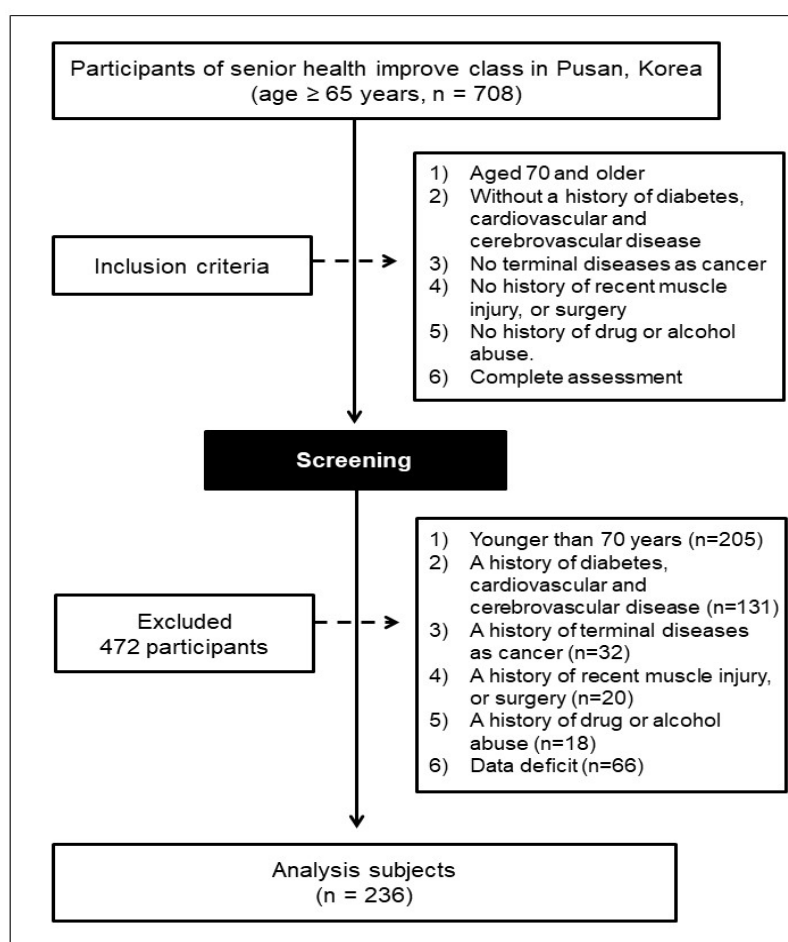 Participants of senior health improve class in Pusan, Korea
(age ≥ 65 years, n = 708)
1) Aged 70 and older
2) Without a history of diabetes,
cardiovascular and
cerebrovascular disease
3) No terminal diseases as cancer
4) No history of recent muscle
injury, or surgery
5) No history of drug or alcohol
abuse.
6) Complete assessment
Inclusion criteria
Screening
1) Younger than 70 years (n=205)
2) A history of diabetes,
cardiovascular and
cerebrovascular disease (n=131)
3) A history of terminal diseases
as cancer (n=32)
4) A history of recent muscle injury,
or surgery (n=20)
5) A history of drug or alcohol
abuse (n=18)
6) Data deficit (n=66)
Excluded
472 participants
Analysis subjects
(n = 236)